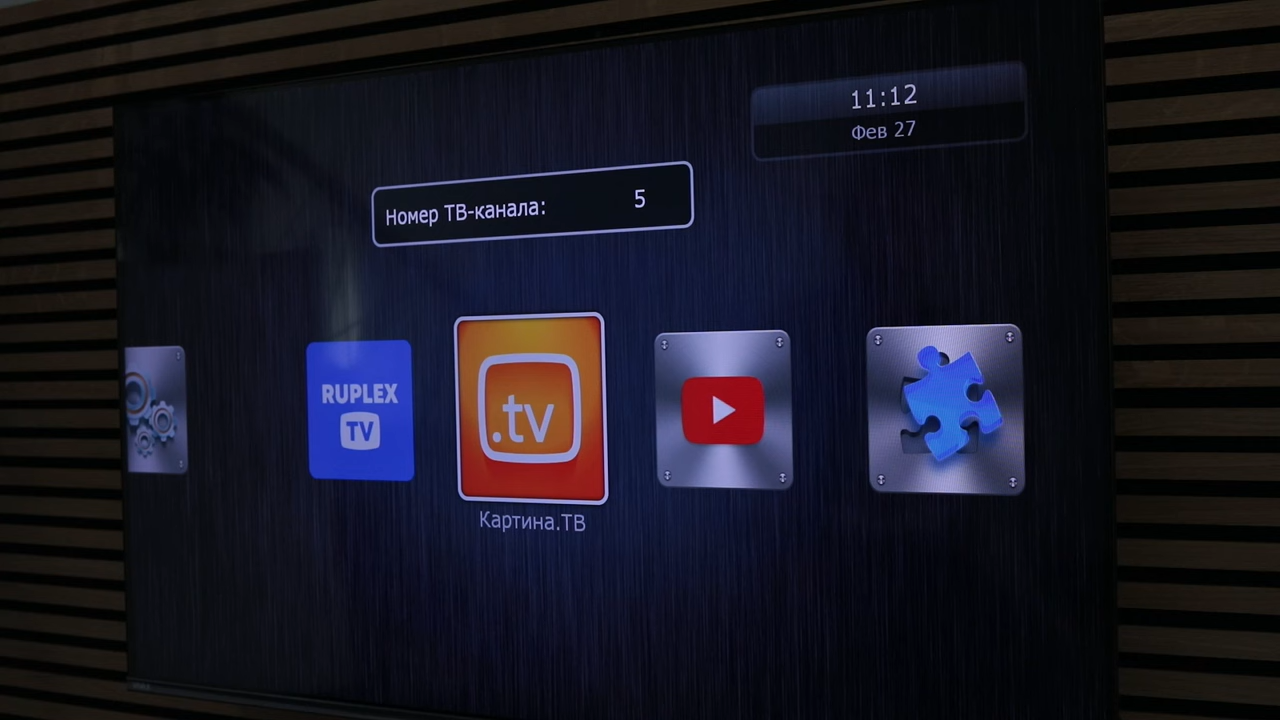 11:12
Фев 27
Номер ТВ-канала: 5
RUPLEX
TV
.tv
Картина.ТВ